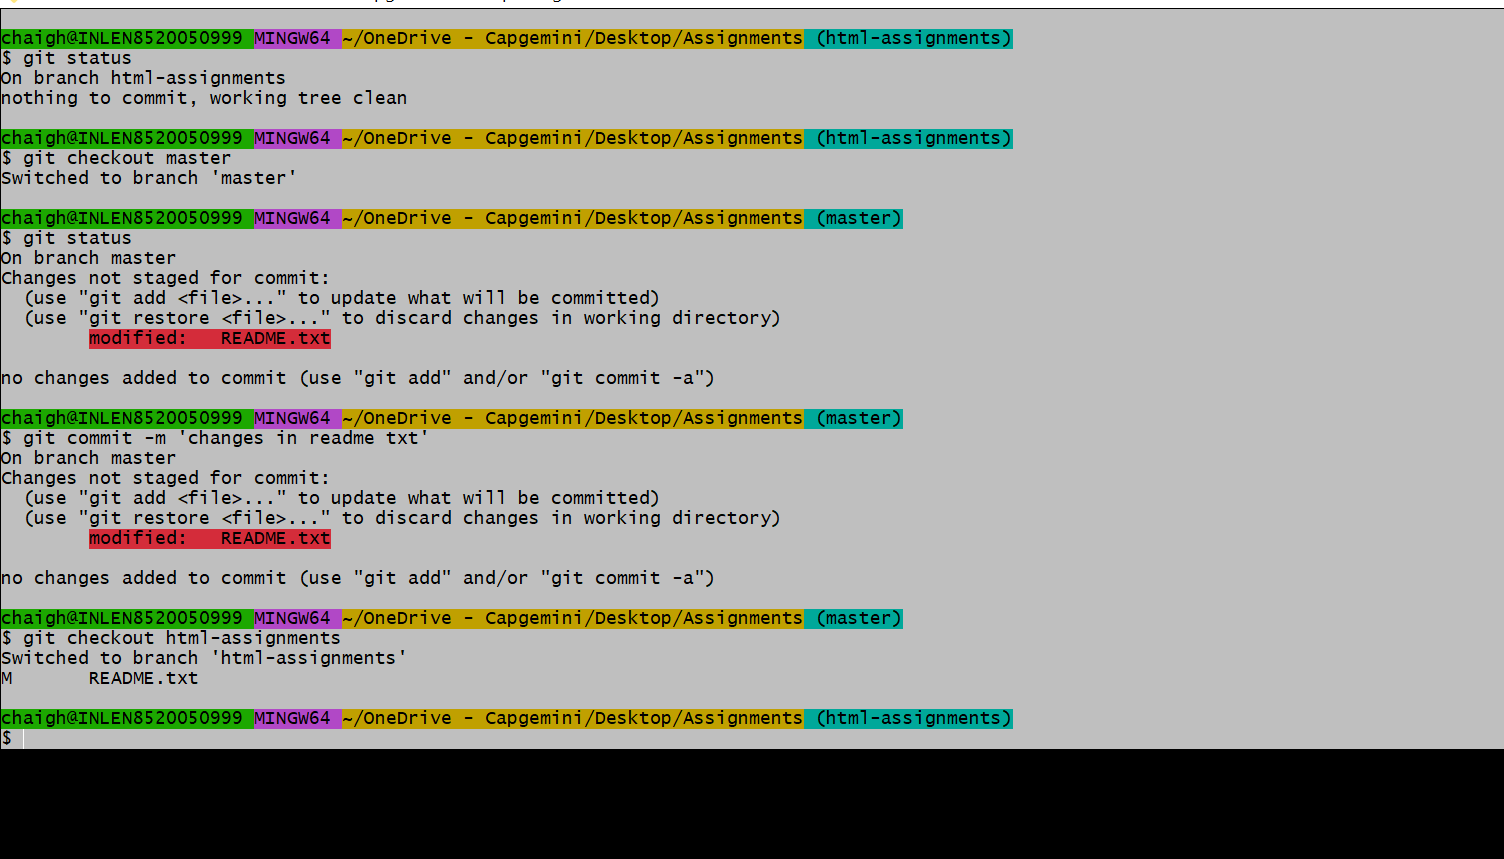 chaigh@INLEN8520050999 MINGW64 ~/OneDrive - Capgemini/Desktop/Assignments (html-assignments)
$ git status
On branch html-assignments
nothing to commit, working tree clean
chaigh@INLEN8520050999 MINGW64 ~/OneDrive - Capgemini/Desktop/Assignments (html-assignments)
$ git checkout master
Switched to branch 'master'
chaigh@INLEN8520050999 MINGW64 ~/OneDrive - Capgemini/Desktop/Assignments (master)
$ git status
On branch master
Changes not staged for commit:
  (use "git add <file>..." to update what will be committed)
  (use "git restore <file>..." to discard changes in working directory)
        modified:   README.txt
no changes added to commit (use "git add" and/or "git commit -a")
chaigh@INLEN8520050999 MINGW64 ~/OneDrive - Capgemini/Desktop/Assignments (master)
$ git commit -m 'changes in readme txt'
On branch master
Changes not staged for commit:
  (use "git add <file>..." to update what will be committed)
  (use "git restore <file>..." to discard changes in working directory)
        modified:   README.txt
no changes added to commit (use "git add" and/or "git commit -a")
chaigh@INLEN8520050999 MINGW64 ~/OneDrive - Capgemini/Desktop/Assignments (master)
$ git checkout html-assignments
Switched to branch 'html-assignments'
M       README.txt
chaigh@INLEN8520050999 MINGW64 ~/OneDrive - Capgemini/Desktop/Assignments (html-assignments)
$